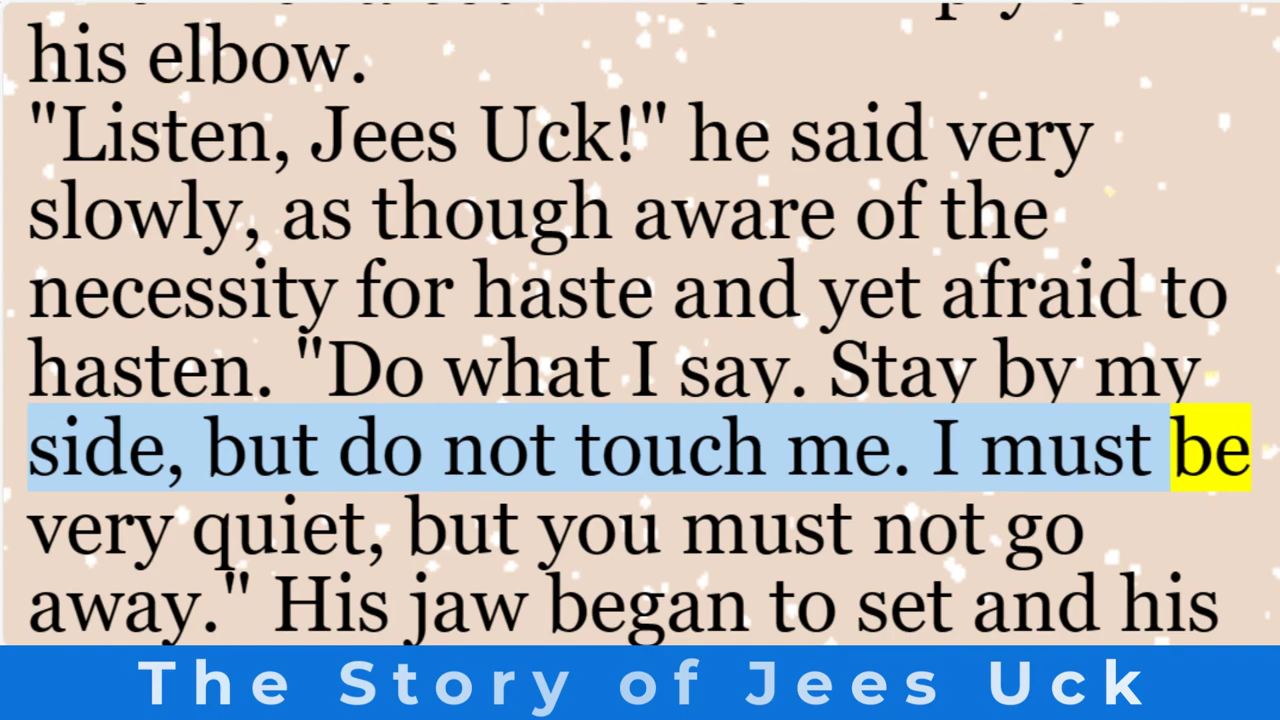 his elbow.
"Listen, Jees Uck!" he said very
slowly, as though aware of the
necessity for haste and yet afraid to
hasten. "Do what I say. Stay by my
side, but do not touch me. I must be
very quiet, but you must not go
away." His jaw began to set and his
The Story of Jees Uck